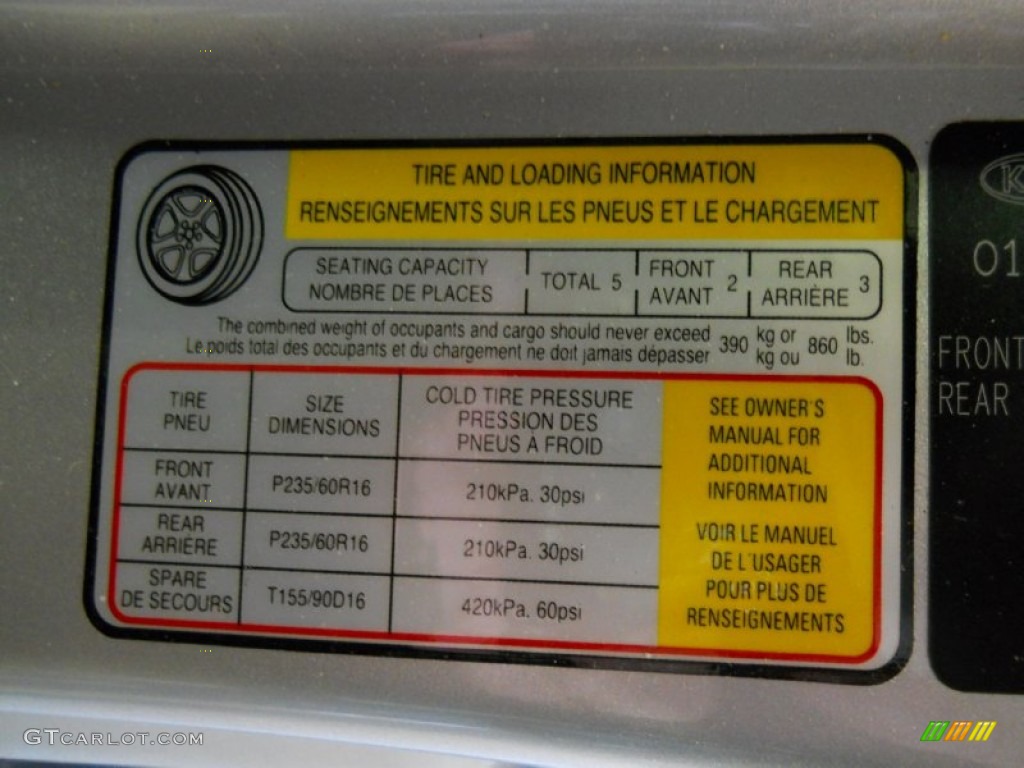 TIRE AND LOADING INFORMATION
RENSEIGNEMENTS SUR LES PNEUS ET LE CHARGEMENT
SEATING CAPACITY
NOMBRE DE PLACES
TOTAL 5
FRONT
AVANT
2
REAR
ARRIÈRE
3
The combined weight of occupants and cargo should never exceed
Le poids total des occupants et du chargement ne doit jamais dépasser
390
kg or
kg ou
860
lbs.
lb.
TIRE
PNEU
SIZE
DIMENSIONS
COLD TIRE PRESSURE
PRESSION DES
PNEUS À FROID
FRONT
AVANT
P235/60R16
210kPa. 30psi
REAR
ARRIÈRE
P235/60R16
210kPa. 30psi
SPARE
DE SECOURS
T155/90D16
420kPa. 60psi
SEE OWNER'S
MANUAL FOR
ADDITIONAL
INFORMATION
VOIR LE MANUEL
DE L'USAGER
POUR PLUS DE
RENSEIGNEMENTS
K
01
FRONT
REAR
GTCARLOT.COM